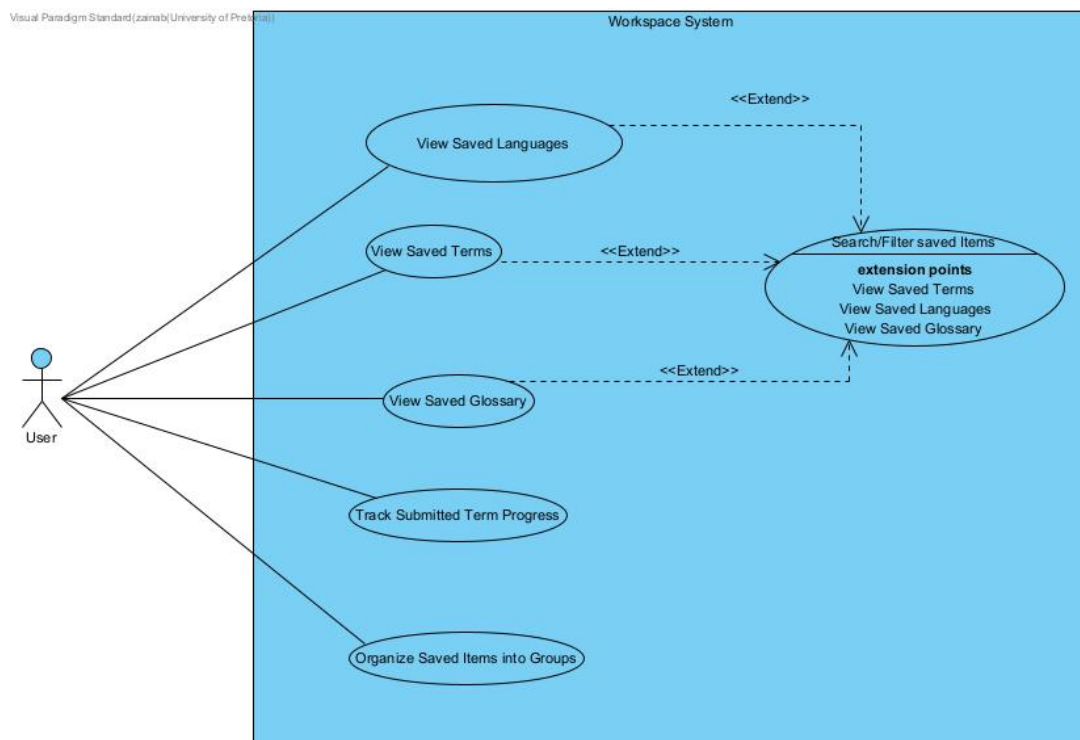 Visual Paradigm Standard(zainab(University of Pretoria))
Workspace System
<<Extend>>
View Saved Languages
View Saved Terms
<<Extend>>
Search/Filter saved Items
extension points
View Saved Terms
View Saved Languages
View Saved Glossary
<<Extend>>
View Saved Glossary
User
Track Submitted Term Progress
Organize Saved Items into Groups